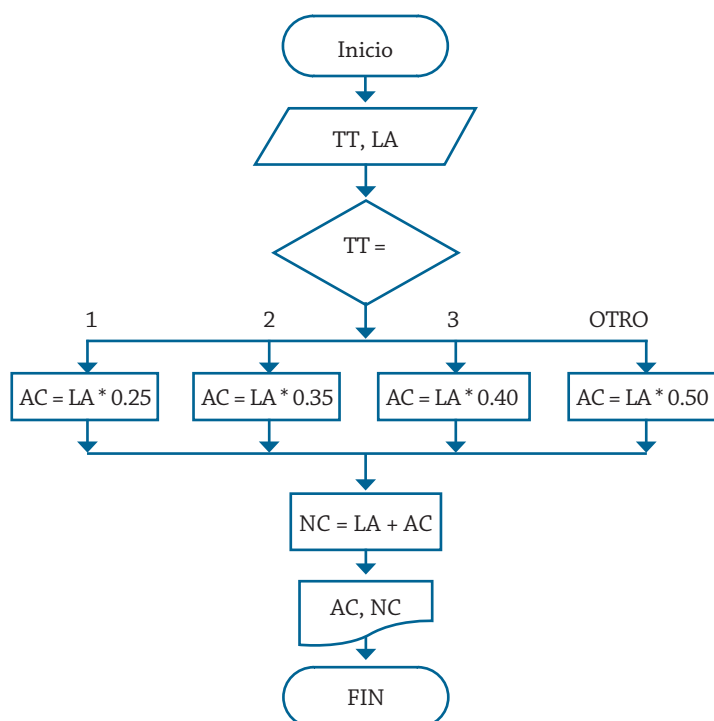 Inicio
TT, LA
TT =
1 2 3 OTRO
AC = LA * 0.25 AC = LA * 0.35 AC = LA * 0.40 AC = LA * 0.50
NC = LA + AC
AC, NC
FIN